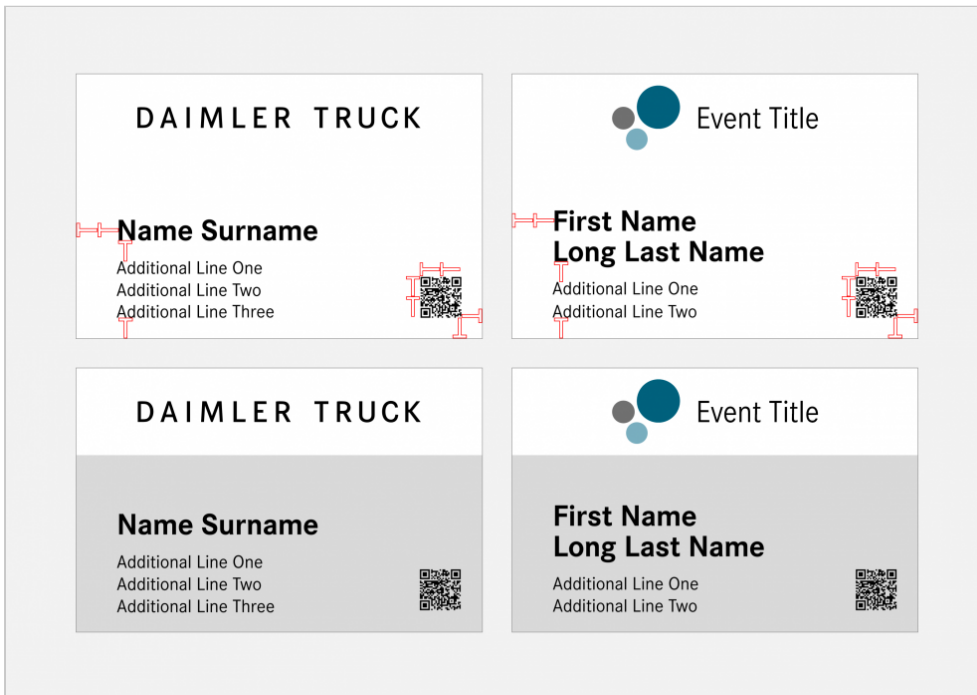 DAIMLER TRUCK
Name Surname
Additional Line One
Additional Line Two
Additional Line Three
Event Title
First Name
Long Last Name
Additional Line One
Additional Line Two
DAIMLER TRUCK
Name Surname
Additional Line One
Additional Line Two
Additional Line Three
Event Title
First Name
Long Last Name
Additional Line One
Additional Line Two